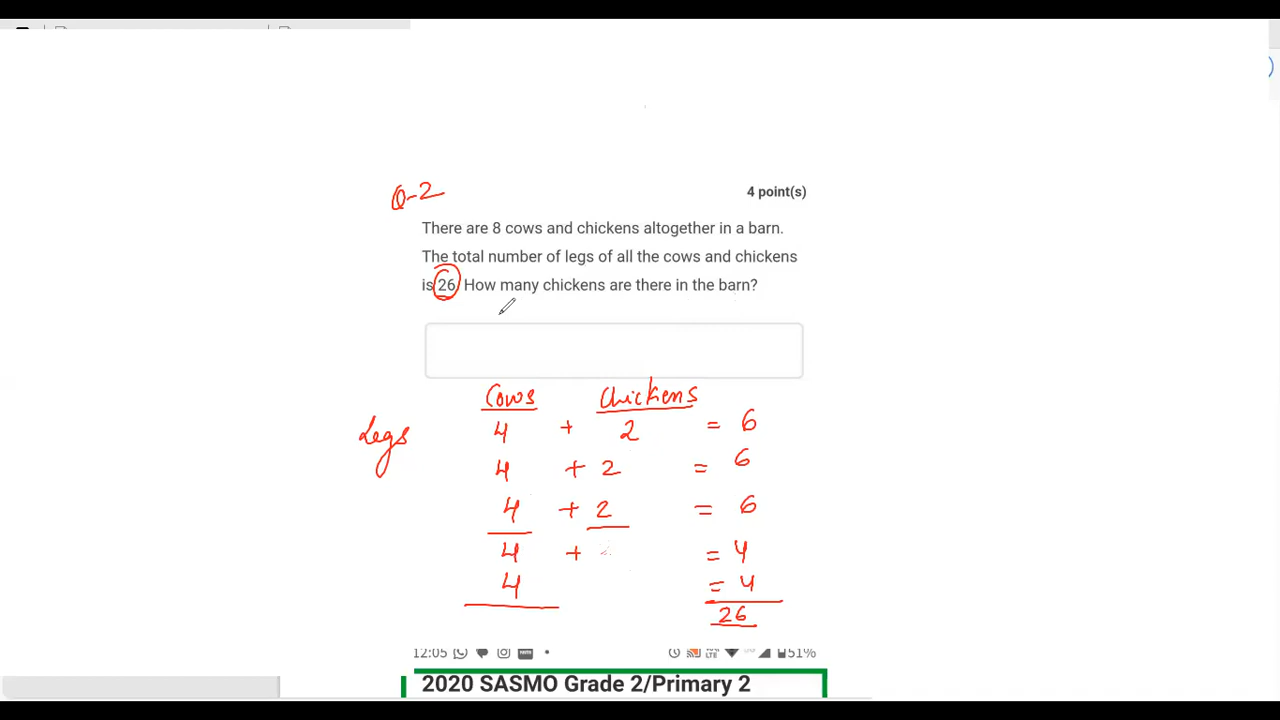 Q-2
4 point(s)
There are 8 cows and chickens altogether in a barn.
The total number of legs of all the cows and chickens
is 26. How many chickens are there in the barn?
Cows Chickens
Legs 4 + 2 = 6
4 + 2 = 6
4 + 2 = 6
4 + = 4
4 = 4
26
12:05 51%
2020 SASMO Grade 2/Primary 2